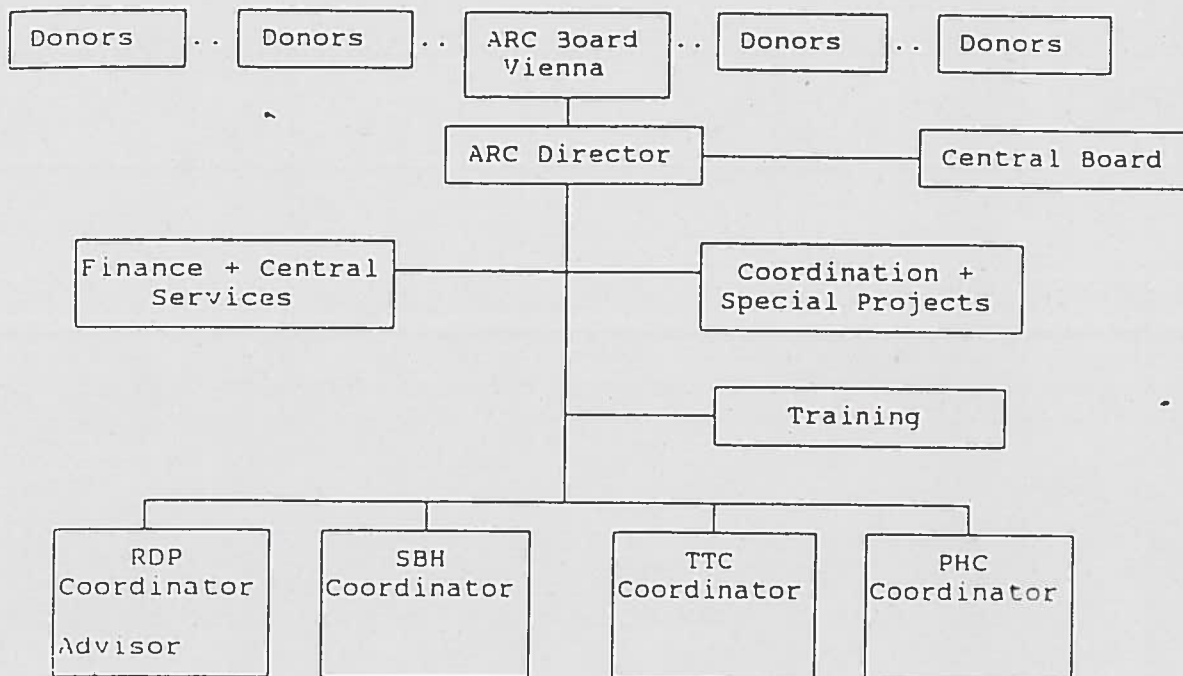 Donors .. Donors .. ARC Board .. Donors .. Donors
Vienna
ARC Director
Central Board
Finance + Central
Services
Coordination +
Special Projects
Training
RDP
Coordinator
Advisor
SBH
Coordinator
TTC
Coordinator
PHC
Coordinator